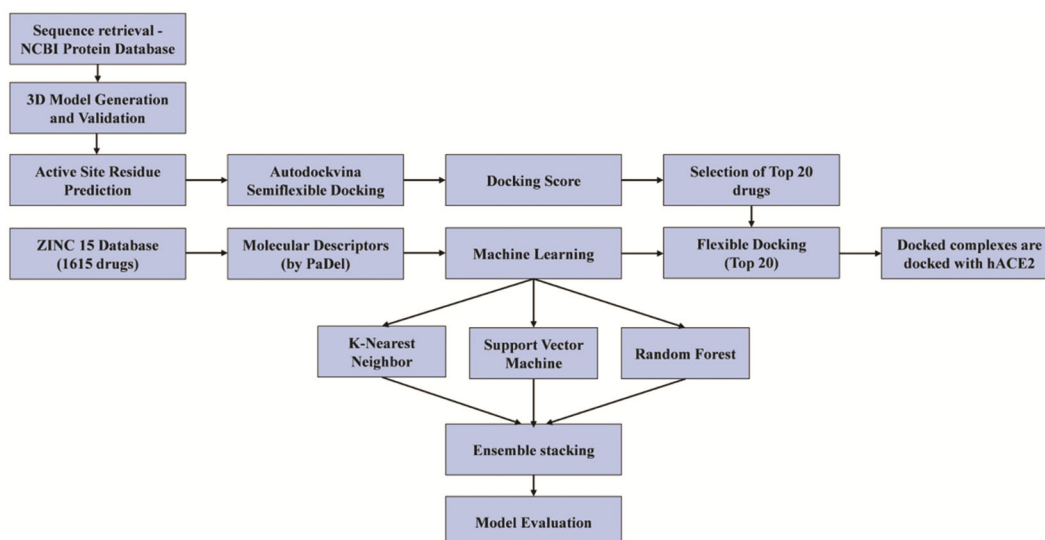 Sequence retrieval -
NCBI Protein Database
3D Model Generation
and Validation
Active Site Residue
Prediction
Autodockvina
Semiflexible Docking
Docking Score
Selection of Top 20
drugs
ZINC 15 Database
(1615 drugs)
Molecular Descriptors
(by PaDel)
Machine Learning
Flexible Docking
(Top 20)
Docked complexes are
docked with hACE2
K-Nearest
Neighbor
Support Vector
Machine
Random Forest
Ensemble stacking
Model Evaluation